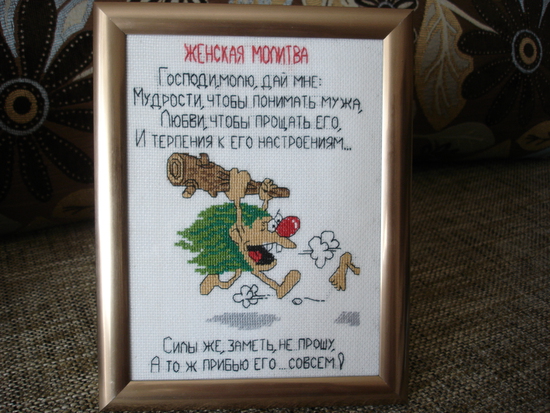 ЖЕНСКАЯ МОЛИТВА
ГОСПОДИ, МОЛЮ, ДАЙ МНЕ:
МУДРОСТИ, ЧТОБЫ ПОНИМАТЬ МУЖА,
ЛЮБВИ, ЧТОБЫ ПРОЩАТЬ ЕГО,
И ТЕРПЕНИЯ К ЕГО НАСТРОЕНИЯМ...
СИЛЫ ЖЕ, ЗАМЕТЬ, НЕ ПРОШУ,
А ТО Ж ПРИБЬЮ ЕГО ... СОВСЕМ!